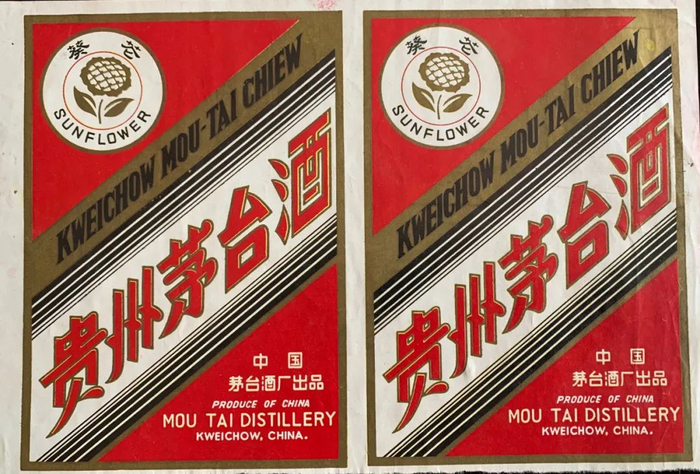 葵花
SUNFLOWER
KWEICHOW MOU-TAI CHIEW
贵州茅台酒
中国
茅台酒厂出品
PRODUCE OF CHINA
MOU TAI DISTILLERY
KWEICHOW, CHINA.
葵花
SUNFLOWER
KWEICHOW MOU-TAI CHIEW
贵州茅台酒
中国
茅台酒厂出品
PRODUCE OF CHINA
MOU TAI DISTILLERY
KWEICHOW, CHINA.